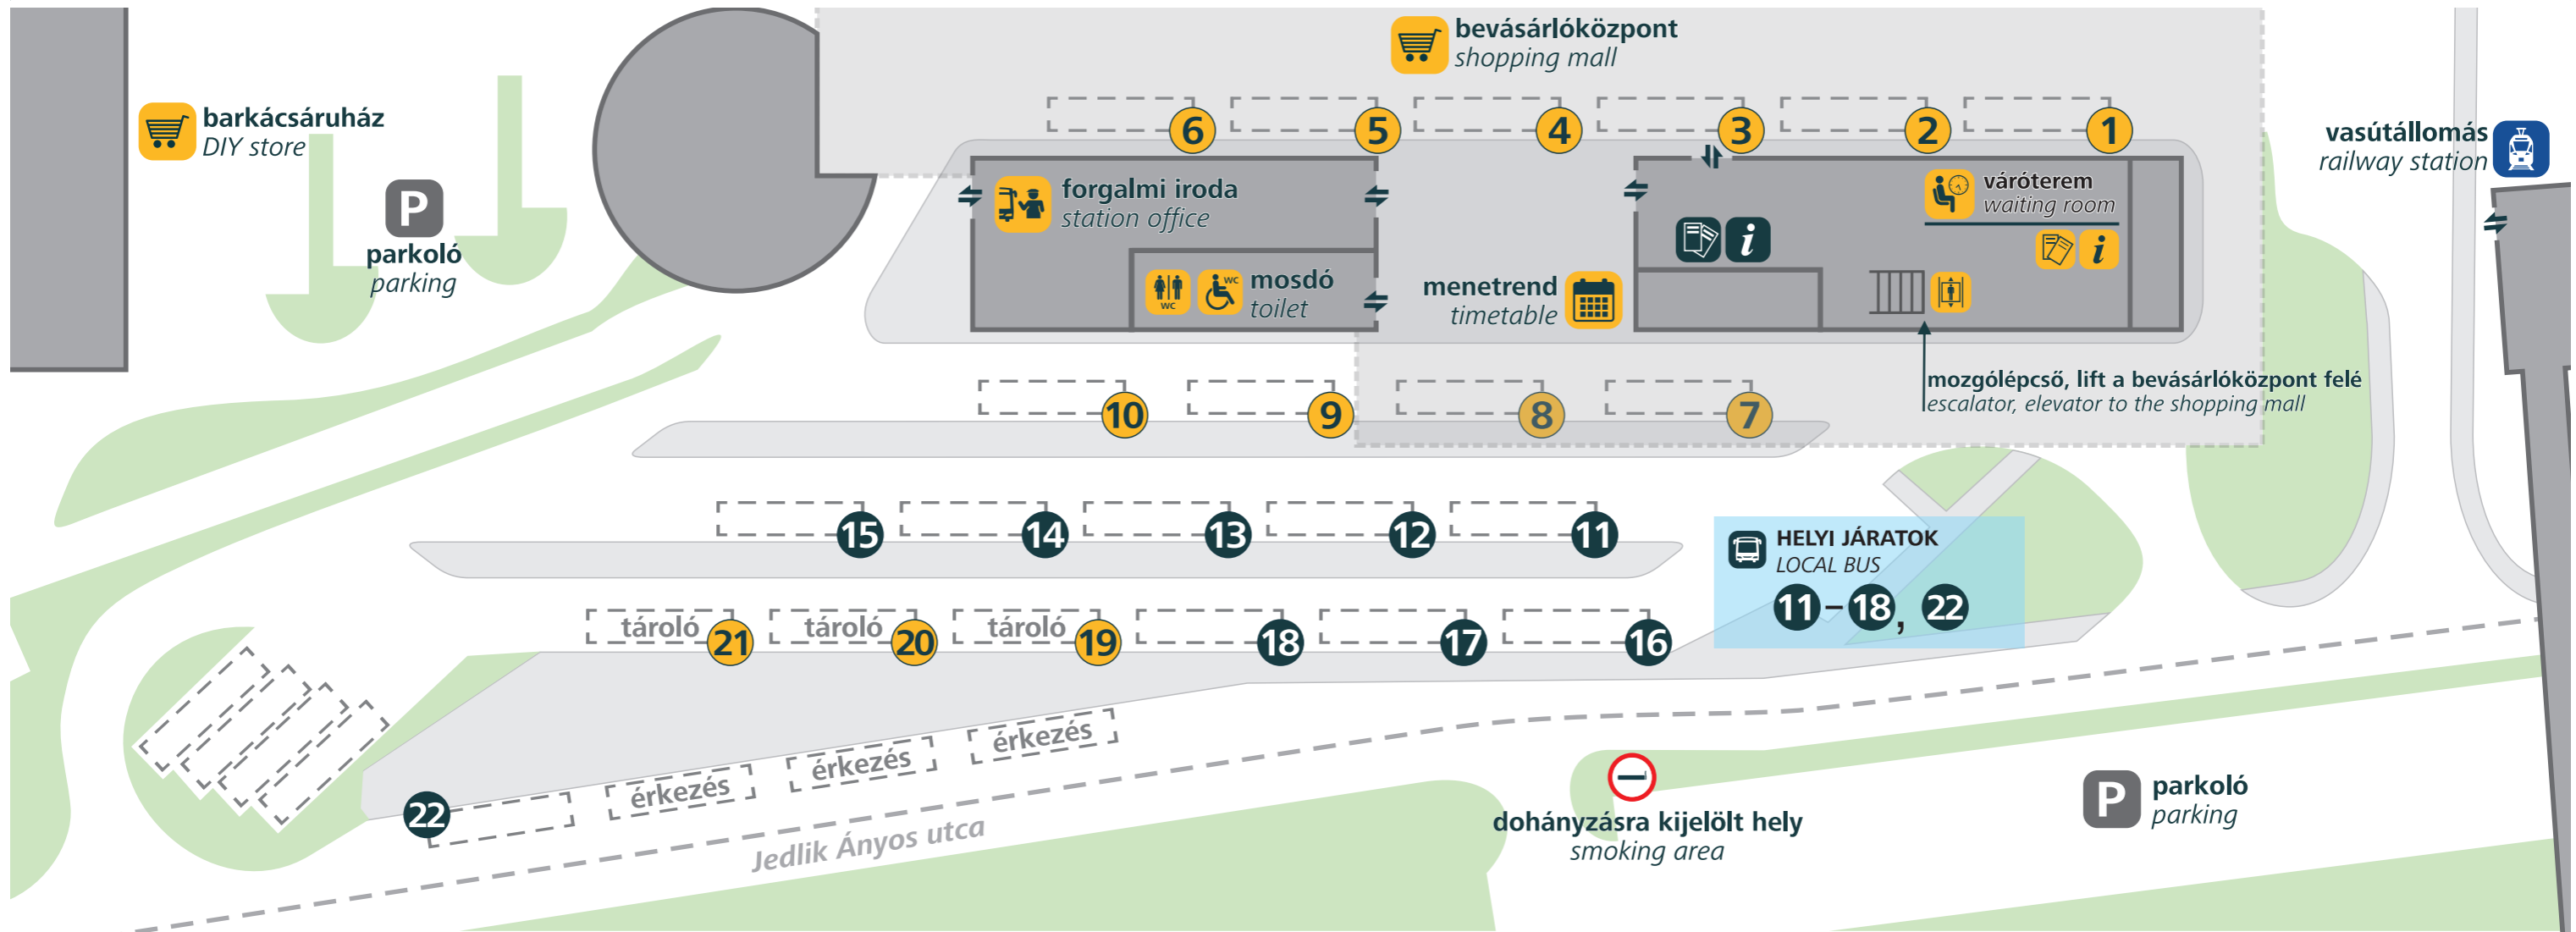 bevásárlóközpont
shopping mall
barkácsáruház
DIY store
P
parkoló
parking
6
5
4
3
2
1
vasútállomás
railway station
forgalmi iroda
station office
váróterem
waiting room
i
i
WC
WC
mosdó
toilet
menetrend
timetable
mozgólépcső, lift a bevásárlóközpont felé
escalator, elevator to the shopping mall
10
9
8
7
15
14
13
12
11
HELYI JÁRATOK
LOCAL BUS
11–18, 22
tároló 21
tároló 20
tároló 19
18
17
16
érkezés
érkezés
érkezés
22
Jedlik Ányos utca
dohányzásra kijelölt hely
smoking area
P
parkoló
parking